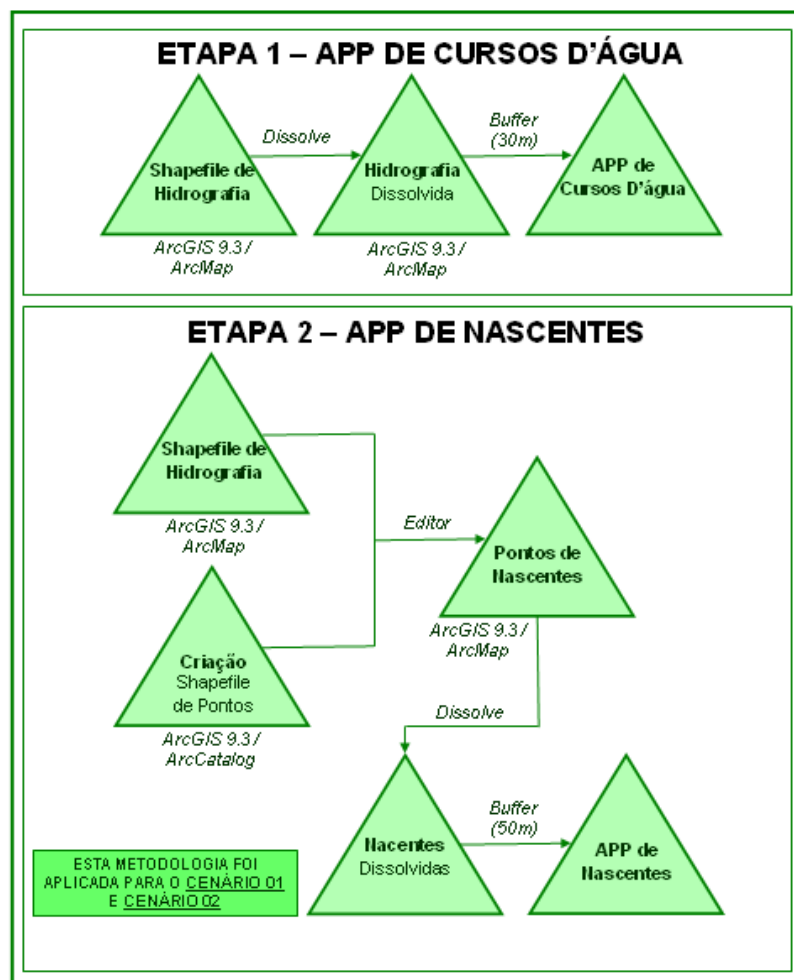 ETAPA 1 – APP DE CURSOS D'ÁGUA
Dissolve
Buffer
(30m)
Shapefile de
Hidrografia
Hidrografia
Dissolvida
APP de
Cursos D'água
ArcGIS 9.3 /
ArcMap
ArcGIS 9.3 /
ArcMap
ETAPA 2 – APP DE NASCENTES
Shapefile de
Hidrografia
ArcGIS 9.3 /
ArcMap
Editor
Pontos de
Nascentes
ArcGIS 9.3 /
ArcMap
Criação
Shapefile
de Pontos
ArcGIS 9.3 /
ArcCatalog
Dissolve
Nacentes
Dissolvidas
Buffer
(50m)
APP de
Nascentes
ESTA METODOLOGIA FOI
APLICADA PARA O CENÁRIO 01
E CENÁRIO 02